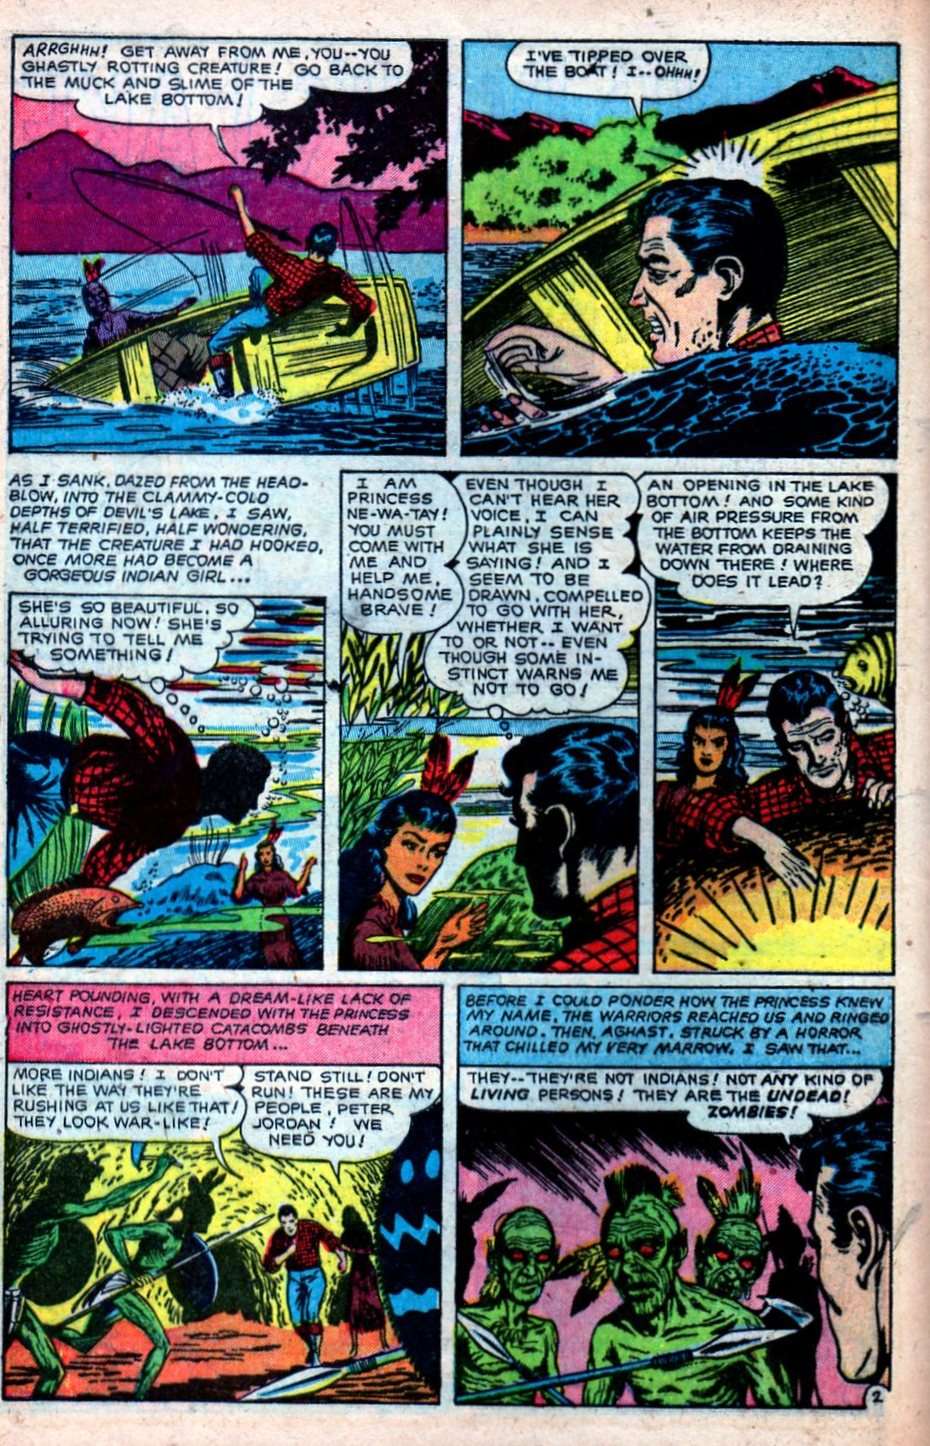 ARRGHHH! GET AWAY FROM ME, YOU--YOU
GHASTLY ROTTING CREATURE! GO BACK TO
THE MUCK AND SLIME OF THE
LAKE BOTTOM!
I'VE TIPPED OVER
THE BOAT! I--OHHH!
AS I SANK, DAZED FROM THE HEAD-
BLOW, INTO THE CLAMMY-COLD
DEPTHS OF DEVIL'S LAKE, I SAW,
HALF TERRIFIED, HALF WONDERING,
THAT THE CREATURE I HAD HOOKED,
ONCE MORE HAD BECOME A
GORGEOUS INDIAN GIRL...
SHE'S SO BEAUTIFUL, SO
ALLURING NOW! SHE'S
TRYING TO TELL ME
SOMETHING!
I AM
PRINCESS
NE-WA-TAY!
YOU MUST
COME WITH
ME AND
HELP ME,
HANDSOME
BRAVE!
EVEN THOUGH I
CAN'T HEAR HER
VOICE, I CAN
PLAINLY SENSE
WHAT SHE IS
SAYING! AND I
SEEM TO BE
DRAWN, COMPELLED
TO GO WITH HER,
WHETHER I WANT
TO OR NOT-- EVEN
THOUGH SOME IN-
STINCT WARNS ME
NOT TO GO!
AN OPENING IN THE LAKE
BOTTOM! AND SOME KIND
OF AIR PRESSURE FROM
THE BOTTOM KEEPS THE
WATER FROM DRAINING
DOWN THERE! WHERE
DOES IT LEAD?
HEART POUNDING, WITH A DREAM-LIKE LACK OF
RESISTANCE, I DESCENDED WITH THE PRINCESS
INTO GHOSTLY-LIGHTED CATACOMBS BENEATH
THE LAKE BOTTOM...
MORE INDIANS! I DON'T
LIKE THE WAY THEY'RE
RUSHING AT US LIKE THAT!
THEY LOOK WAR-LIKE!
STAND STILL! DON'T
RUN! THESE ARE MY
PEOPLE, PETER
JORDAN! WE
NEED YOU!
BEFORE I COULD PONDER HOW THE PRINCESS KNEW
MY NAME, THE WARRIORS REACHED US AND RINGED
AROUND. THEN, AGHAST, STRUCK BY A HORROR
THAT CHILLED MY VERY MARROW, I SAW THAT...
THEY-- THEY'RE NOT INDIANS! NOT ANY KIND OF
LIVING PERSONS! THEY ARE THE UNDEAD!
ZOMBIES!
2